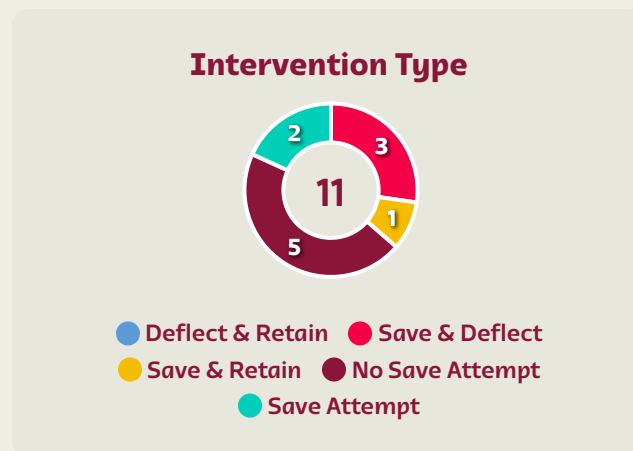 Intervention Type
2
3
11
1
5
Deflect & Retain Save & Deflect
Save & Retain No Save Attempt
Save Attempt